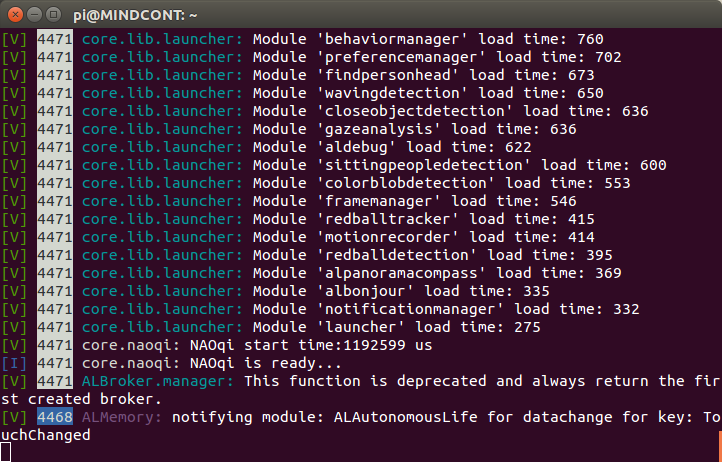 pi@MINDCONT: ~
[V] 4471 core.lib.launcher: Module 'behaviormanager' load time: 760
[V] 4471 core.lib.launcher: Module 'preferencemanager' load time: 702
[V] 4471 core.lib.launcher: Module 'findpersonhead' load time: 673
[V] 4471 core.lib.launcher: Module 'wavingdetection' load time: 650
[V] 4471 core.lib.launcher: Module 'closeobjectdetection' load time: 636
[V] 4471 core.lib.launcher: Module 'gazeanalysis' load time: 636
[V] 4471 core.lib.launcher: Module 'aldebug' load time: 622
[V] 4471 core.lib.launcher: Module 'sittingpeopledetection' load time: 600
[V] 4471 core.lib.launcher: Module 'colorblobdetection' load time: 553
[V] 4471 core.lib.launcher: Module 'framemanager' load time: 546
[V] 4471 core.lib.launcher: Module 'redballtracker' load time: 415
[V] 4471 core.lib.launcher: Module 'motionrecorder' load time: 414
[V] 4471 core.lib.launcher: Module 'redballdetection' load time: 395
[V] 4471 core.lib.launcher: Module 'alpanoramacompass' load time: 369
[V] 4471 core.lib.launcher: Module 'albonjour' load time: 335
[V] 4471 core.lib.launcher: Module 'notificationmanager' load time: 332
[V] 4471 core.lib.launcher: Module 'launcher' load time: 275
[V] 4471 core.naoqi: NAOqi start time:1192599 us
[I] 4471 core.naoqi: NAOqi is ready...
[V] 4471 ALBroker.manager: This function is deprecated and always return the fir
st created broker.
[V] 4468 ALMemory: notifying module: ALAutonomousLife for datachange for key: To
uchChanged